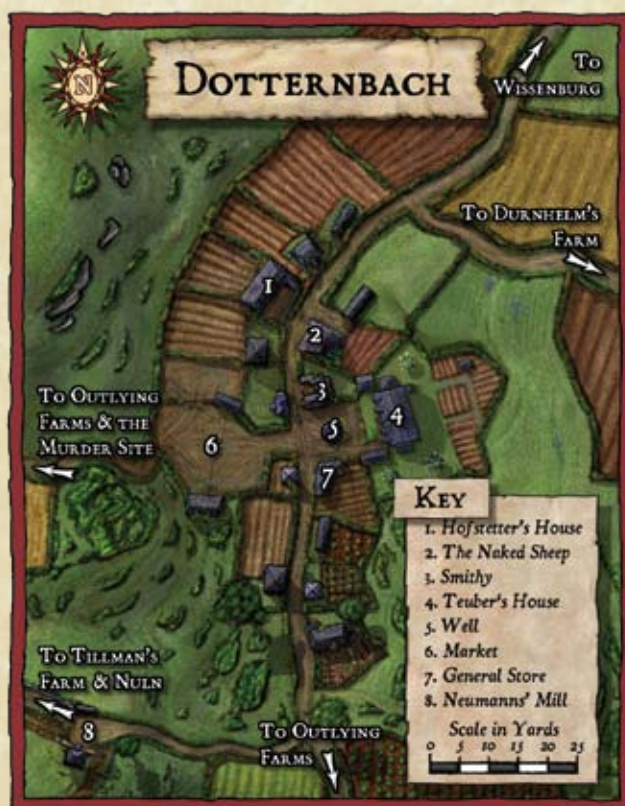 N
DOTTERNBACH
TO
WISSENBURG
TO DURNHELM'S
FARM
1
2
3
4
5
6
7
TO OUTLYING
FARMS & THE
MURDER SITE
KEY
1. Hofstetter's House
2. The Naked Sheep
3. Smithy
4. Teuber's House
5. Well
6. Market
7. General Store
8. Neumanns' Mill
Scale in Yards
0 5 10 15 20 25
TO TILLMAN'S
FARM & NULN
8
TO OUTLYING
FARMS